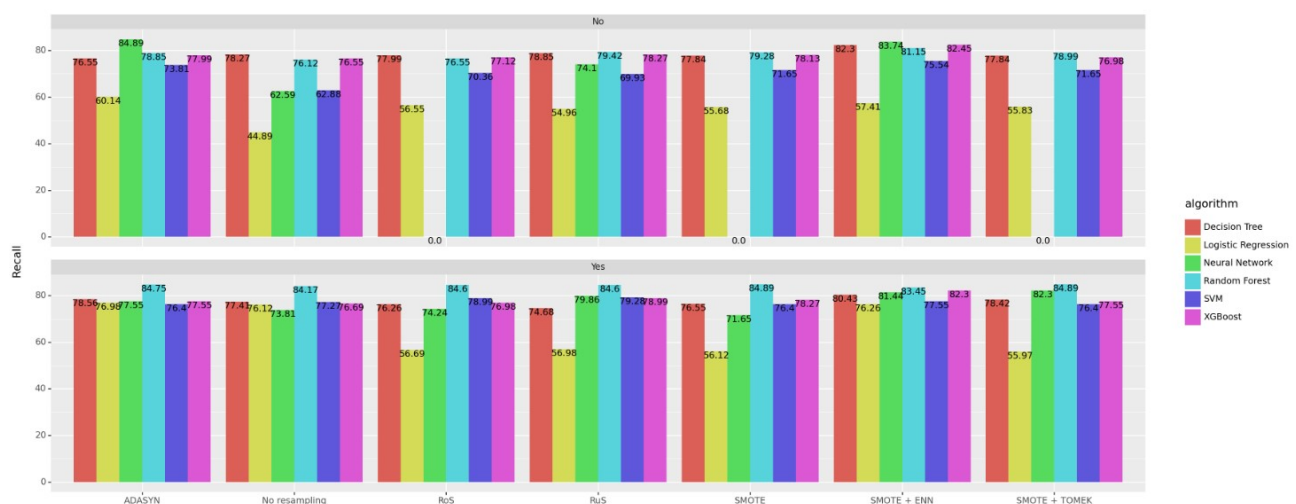 No
80
60
40
20
0
76.55 60.14 84.89 78.85 73.81 77.99
78.27 44.89 62.59 76.12 62.88 76.55
77.99 56.55 0.0 76.55 70.36 77.12
78.85 54.96 74.1 79.42 69.93 78.27
77.84 55.68 0.0 79.28 71.65 78.13
82.3 57.41 83.74 81.15 75.54 82.45
77.84 55.83 0.0 78.99 71.65 76.98
Recall
Yes
80
60
40
20
0
78.56 76.98 77.55 84.75 76.4 77.55
77.41 76.12 73.81 84.17 77.27 76.69
76.26 56.69 74.24 84.6 78.99 76.98
74.68 56.98 79.86 84.6 79.28 78.99
76.55 56.12 71.65 84.89 76.4 78.27
80.43 76.26 81.44 83.45 77.55 82.3
78.42 55.97 82.3 84.89 76.4 77.55
ADASYN
No resampling
RoS
RuS
SMOTE
SMOTE + ENN
SMOTE + TOMEK
algorithm
Decision Tree
Logistic Regression
Neural Network
Random Forest
SVM
XGBoost